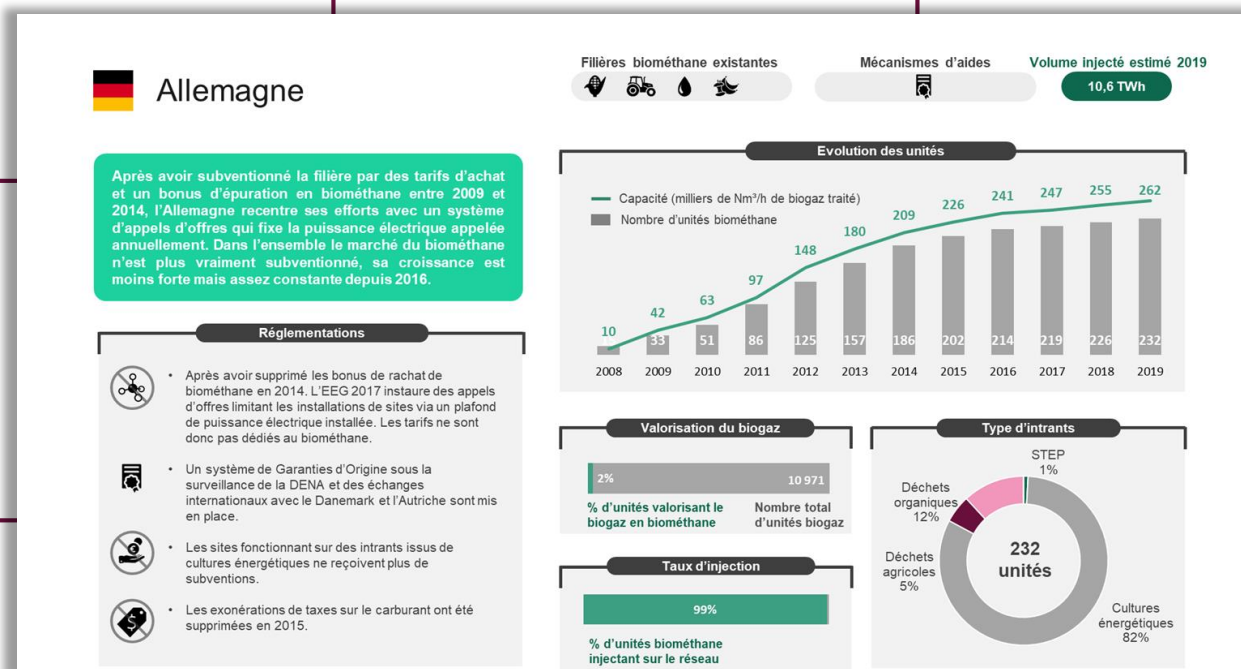 Allemagne
Filières biométhane existantes
Mécanismes d'aides
Volume injecté estimé 2019
10,6 TWh
Après avoir subventionné la filière par des tarifs d'achat
et un bonus d'épuration en biométhane entre 2009 et
2014, l'Allemagne recentre ses efforts avec un système
d'appels d'offres qui fixe la puissance électrique appelée
annuellement. Dans l'ensemble le marché du biométhane
n'est plus vraiment subventionné, sa croissance est
moins forte mais assez constante depuis 2016.
Réglementations
• Après avoir supprimé les bonus de rachat de
biométhane en 2014. L'EEG 2017 instaure des appels
d'offres limitant les installations de sites via un plafond
de puissance électrique installée. Les tarifs ne sont
donc pas dédiés au biométhane.
• Un système de Garanties d'Origine sous la
surveillance de la DENA et des échanges
internationaux avec le Danemark et l'Autriche sont mis
en place.
• Les sites fonctionnant sur des intrants issus de
cultures énergétiques ne reçoivent plus de
subventions.
• Les exonérations de taxes sur le carburant ont été
supprimées en 2015.
Evolution des unités
Capacité (milliers de Nm³/h de biogaz traité)
Nombre d'unités biométhane
10 42 63 97 148 180 209 226 241 247 255 262
33 51 86 125 157 186 202 214 219 226 232
2008 2009 2010 2011 2012 2013 2014 2015 2016 2017 2018 2019
Valorisation du biogaz
2% 10 971
% d'unités valorisant le
biogaz en biométhane
Nombre total
d'unités biogaz
Taux d'injection
99%
% d'unités biométhane
injectant sur le réseau
Type d'intrants
STEP
1%
Déchets
organiques
12%
Déchets
agricoles
5%
232
unités
Cultures
énergétiques
82%